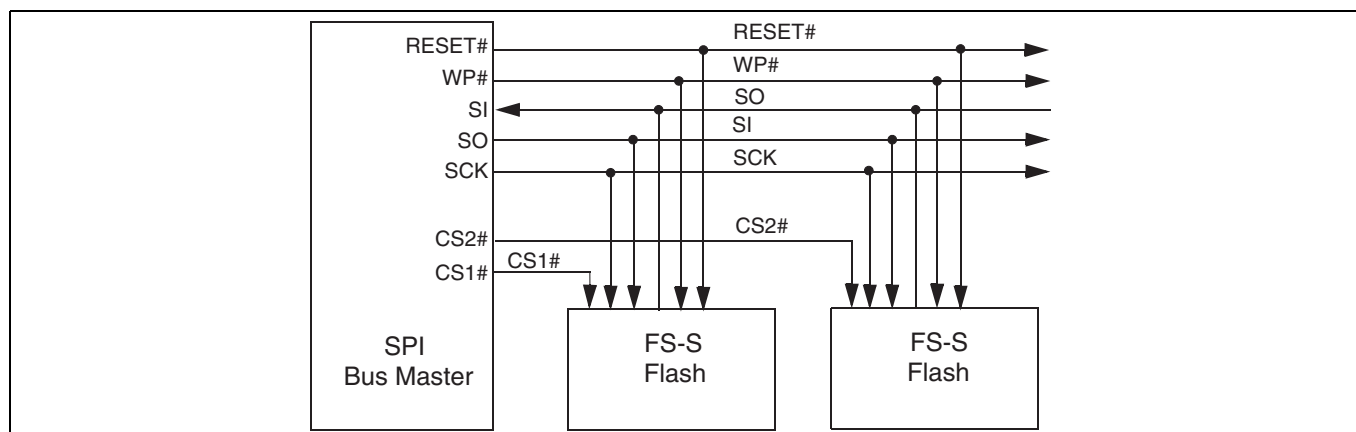 RESET#
RESET#
WP#
WP#
SI
SO
SO
SI
SCK
SCK
CS2#
CS2#
CS1#
CS1#
SPI
Bus Master
FS-S
Flash
FS-S
Flash